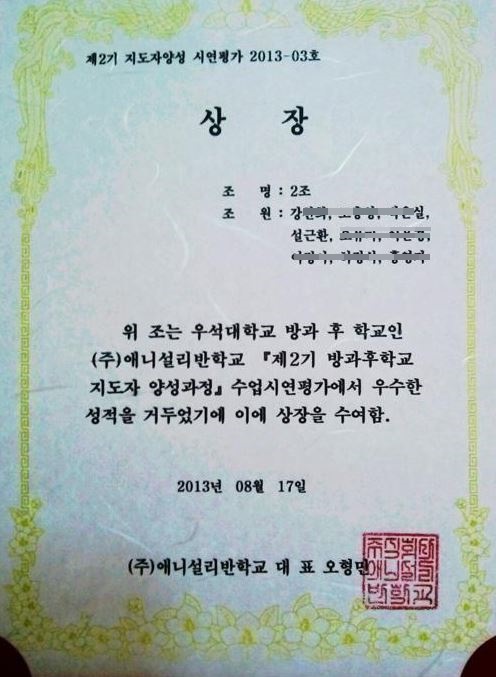 제2기 지도자양성 시연평가 2013-03호
상 장
조 명 : 2조
조 원 : 강
설근환,
위 조는 우석대학교 방과 후 학교인
(주)애니설리반학교 『제2기 방과후학교
지도자 양성과정』 수업시연평가에서 우수한
성적을 거두었기에 이에 상장을 수여함.
2013년 08월 17일
(주)애니설리반학교 대 표 오형민